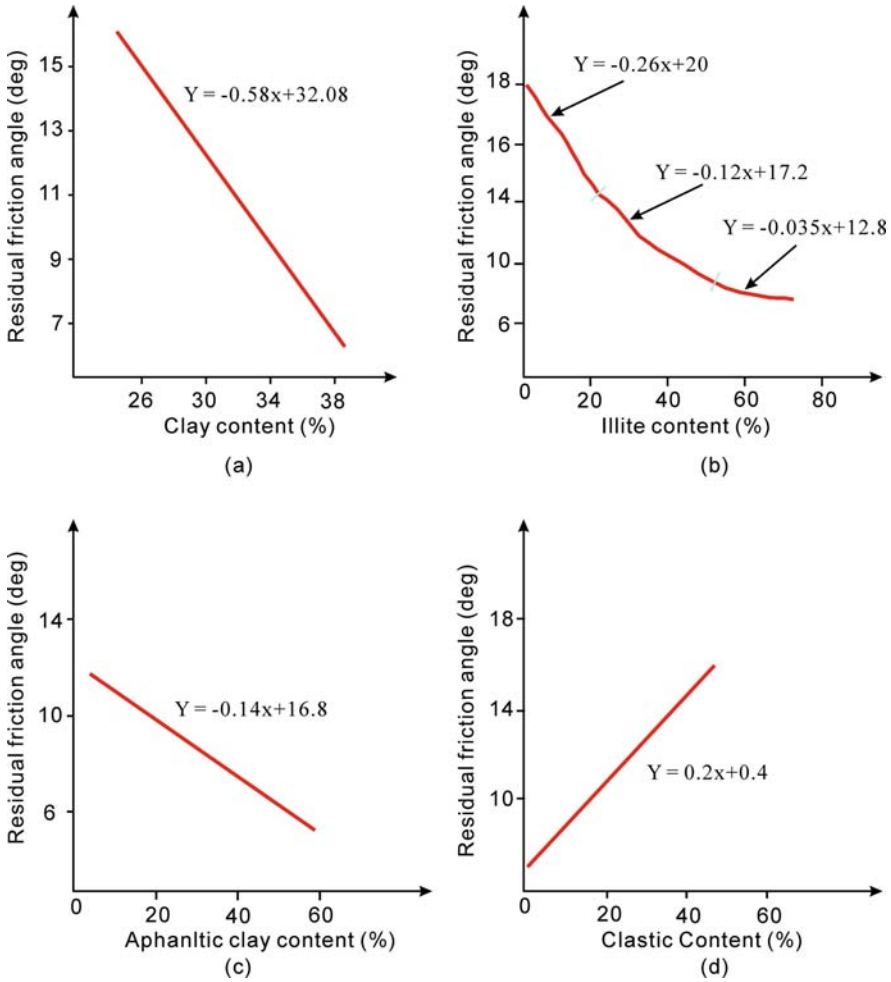 Residual friction angle (deg)
15
13
11
9
7
Y = -0.58x+32.08
26 30 34 38
Clay content (%)
(a)
Residual friction angle (deg)
18
16
14
10
6
Y = -0.26x+20
Y = -0.12x+17.2
Y = -0.035x+12.8
0 20 40 60 80
Illite content (%)
(b)
Residual friction angle (deg)
14
10
6
Y = -0.14x+16.8
0 20 40 60
Aphanltic clay content (%)
(c)
Residual friction angle (deg)
18
14
10
Y = 0.2x+0.4
0 20 40 60
Clastic Content (%)
(d)